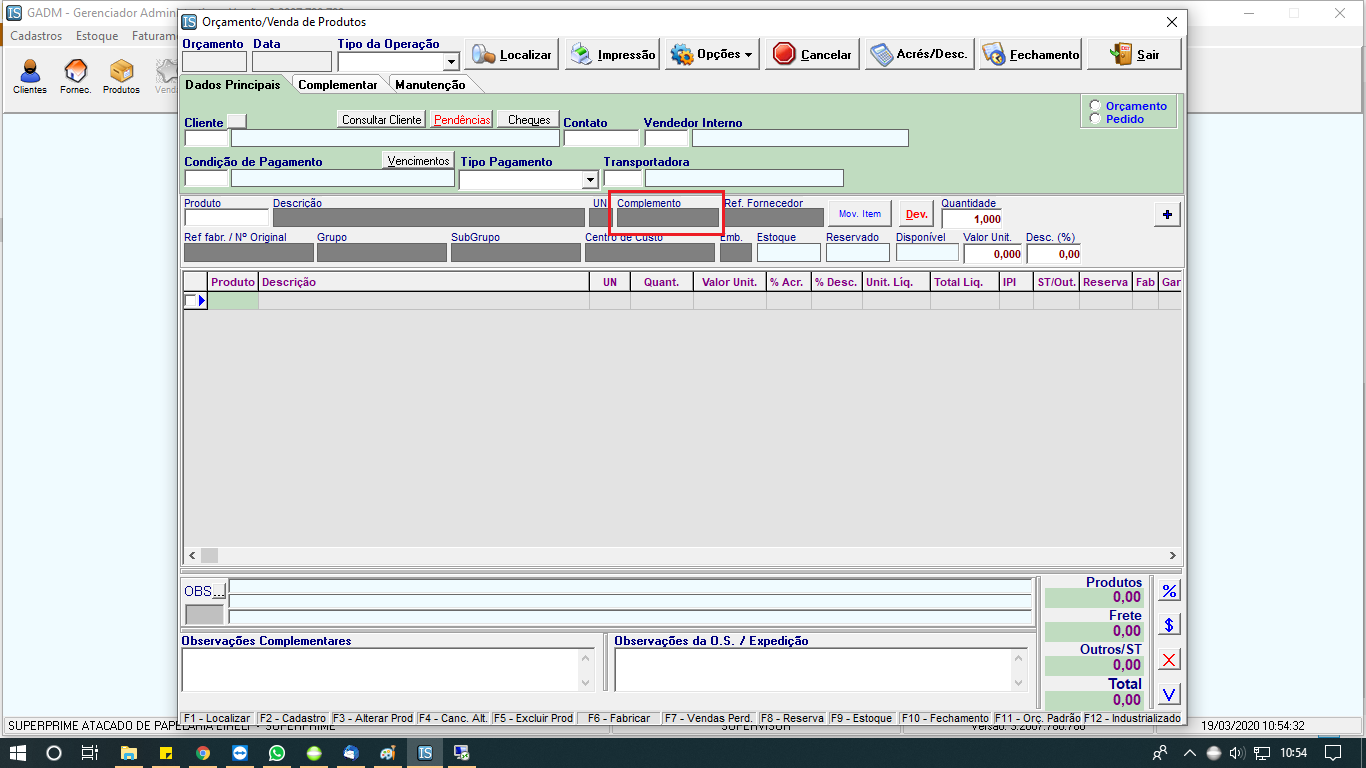 GADM - Gerenciador Admin
Orçamento/Venda de Produtos
Cadastros Estoque Faturam
Clientes Fornec. Produtos Vend
Orçamento Data Tipo da Operação
Localizar Impressão Opções Cancelar Acrés/Desc. Fechamento Sair
Dados Principais Complementar Manutenção
Orçamento
Pedido
Cliente Consultar Cliente Pendências Cheques Contato Vendedor Interno
Condição de Pagamento Vencimentos Tipo Pagamento Transportadora
Produto Descrição UN Complemento Ref. Fornecedor Mov. Item Dev. Quantidade
1,000 +
Ref fabr. / Nº Original Grupo SubGrupo Centro de Custo Emb. Estoque Reservado Disponível Valor Unit. Desc. (%)
0,000 0,00
Produto Descrição UN Quant. Valor Unit. % Acr. % Desc. Unit. Líq. Total Liq. IPI ST/Out. Reserva Fab Gar
OBS...
Produtos
0,00 %
Frete
0,00 $
Outros/ST
0,00 X
Total
0,00 V
Observações Complementares Observações da O.S. / Expedição
F1 - Localizar F2 - Cadastro F3 - Alterar Prod F4 - Canc. Alt. F5 - Excluir Prod F6 - Fabricar F7 - Vendas Perd. F8 - Reserva F9 - Estoque F10 - Fechamento F11 - Orç. Padrão F12 - Industrializado
SUPERPRIME ATACADO DE PAPELARIA EIRELI - SUPERPRIME SUPERVISOR Versão: 5.2007.780.780 19/03/2020 10:54:32
IS 10:54